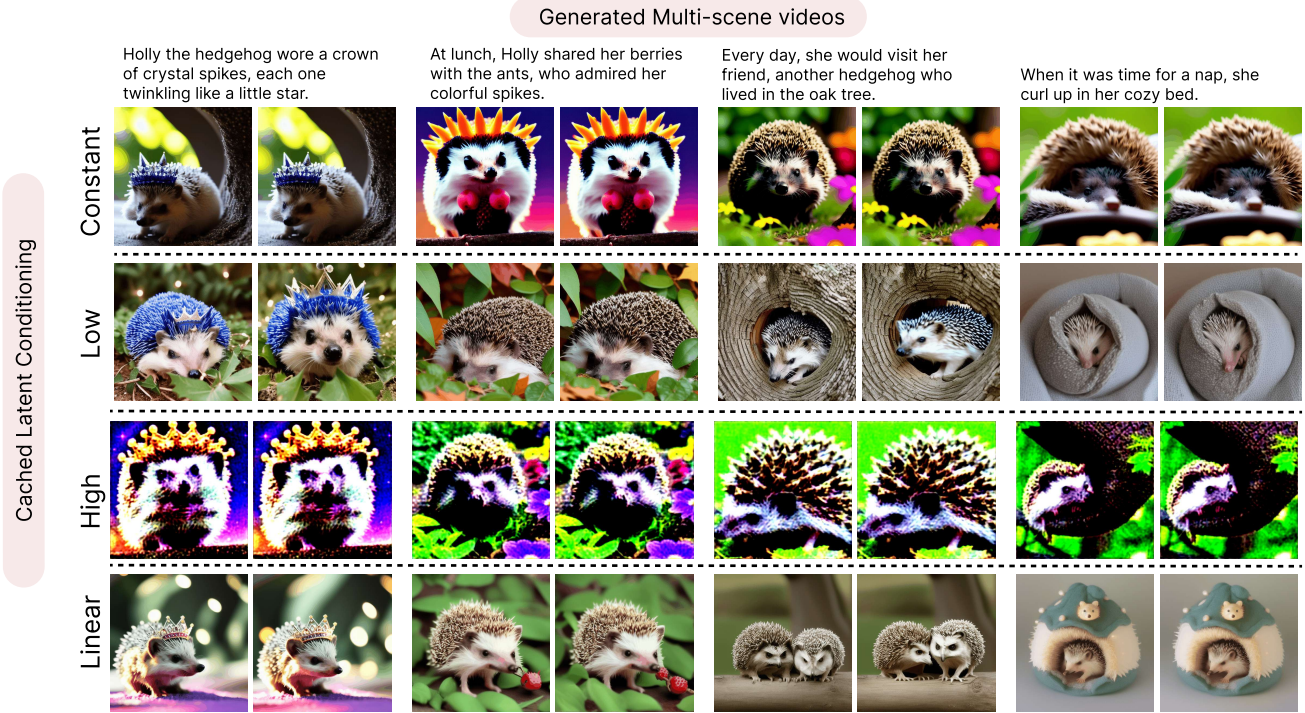 Generated Multi-scene videos
Holly the hedgehog wore a crown
of crystal spikes, each one
twinkling like a little star.
At lunch, Holly shared her berries
with the ants, who admired her
colorful spikes.
Every day, she would visit her
friend, another hedgehog who
lived in the oak tree.
When it was time for a nap, she
curl up in her cozy bed.
Cached Latent Conditioning
Constant
Low
High
Linear